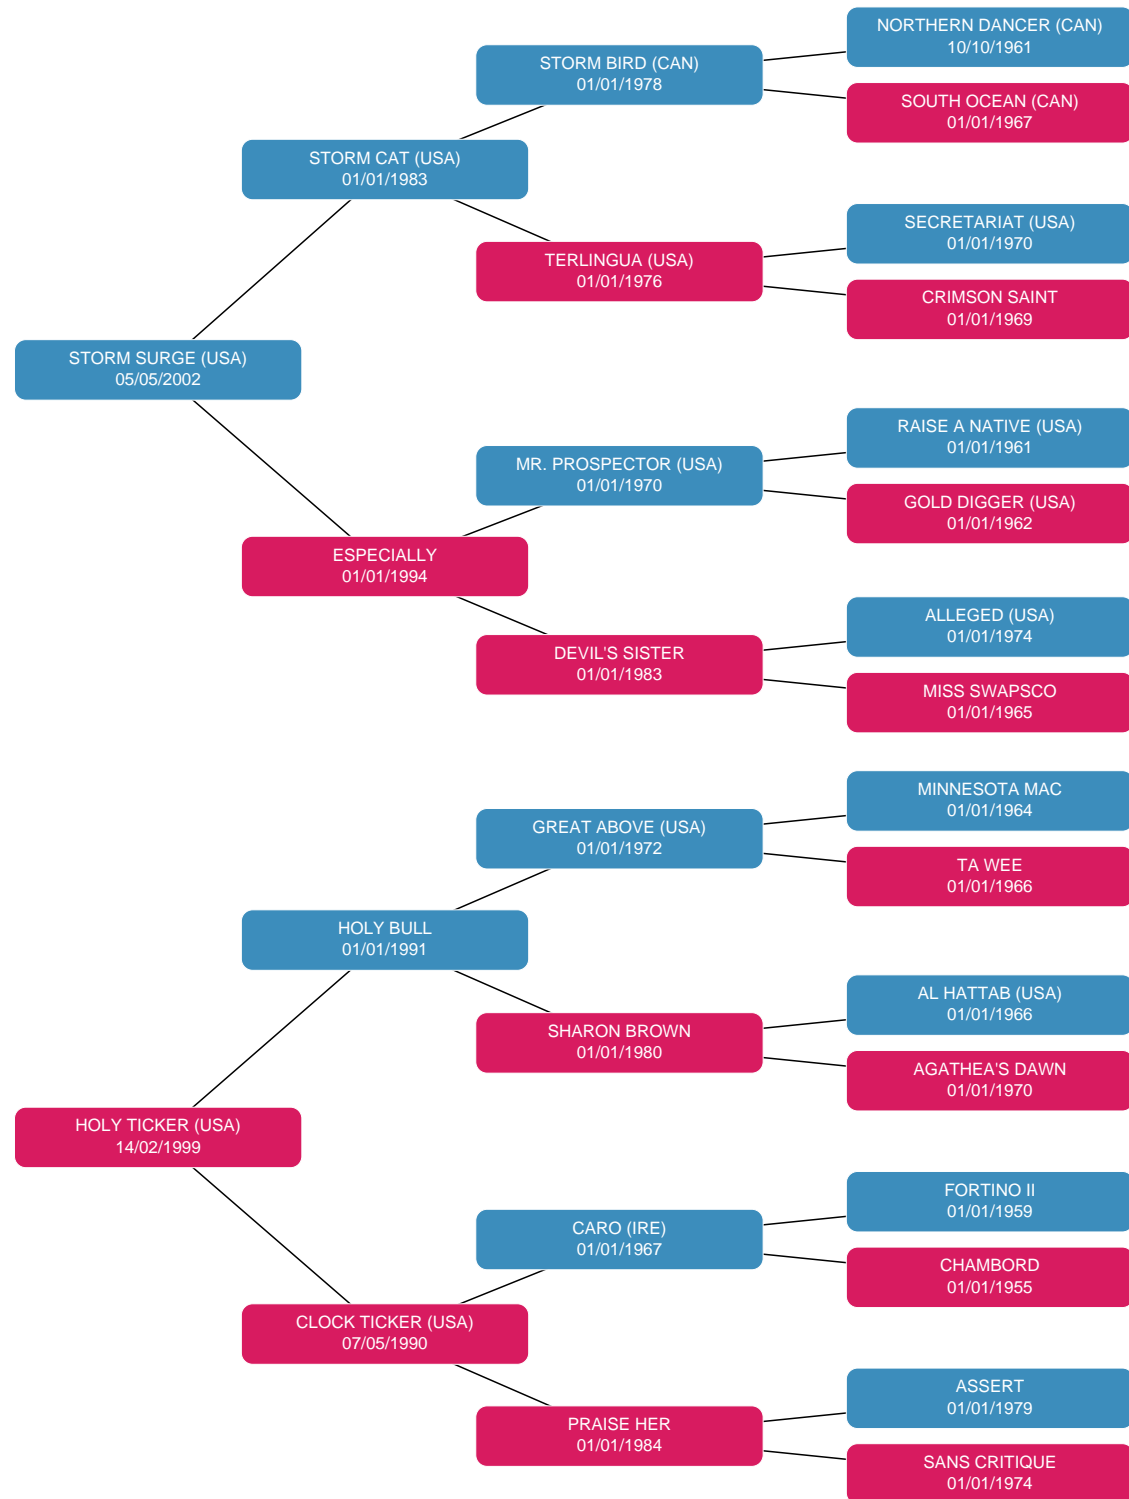 NORTHERN DANCER (CAN)
10/10/1961
STORM BIRD (CAN)
01/01/1978
SOUTH OCEAN (CAN)
01/01/1967
STORM CAT (USA)
01/01/1983
SECRETARIAT (USA)
01/01/1970
TERLINGUA (USA)
01/01/1976
CRIMSON SAINT
01/01/1969
STORM SURGE (USA)
05/05/2002
RAISE A NATIVE (USA)
01/01/1961
MR. PROSPECTOR (USA)
01/01/1970
GOLD DIGGER (USA)
01/01/1962
ESPECIALLY
01/01/1994
ALLEGED (USA)
01/01/1974
DEVIL'S SISTER
01/01/1983
MISS SWAPSCO
01/01/1965
MINNESOTA MAC
01/01/1964
GREAT ABOVE (USA)
01/01/1972
TA WEE
01/01/1966
HOLY BULL
01/01/1991
AL HATTAB (USA)
01/01/1966
SHARON BROWN
01/01/1980
AGATHEA'S DAWN
01/01/1970
HOLY TICKER (USA)
14/02/1999
FORTINO II
01/01/1959
CARO (IRE)
01/01/1967
CHAMBORD
01/01/1955
CLOCK TICKER (USA)
07/05/1990
ASSERT
01/01/1979
PRAISE HER
01/01/1984
SANS CRITIQUE
01/01/1974